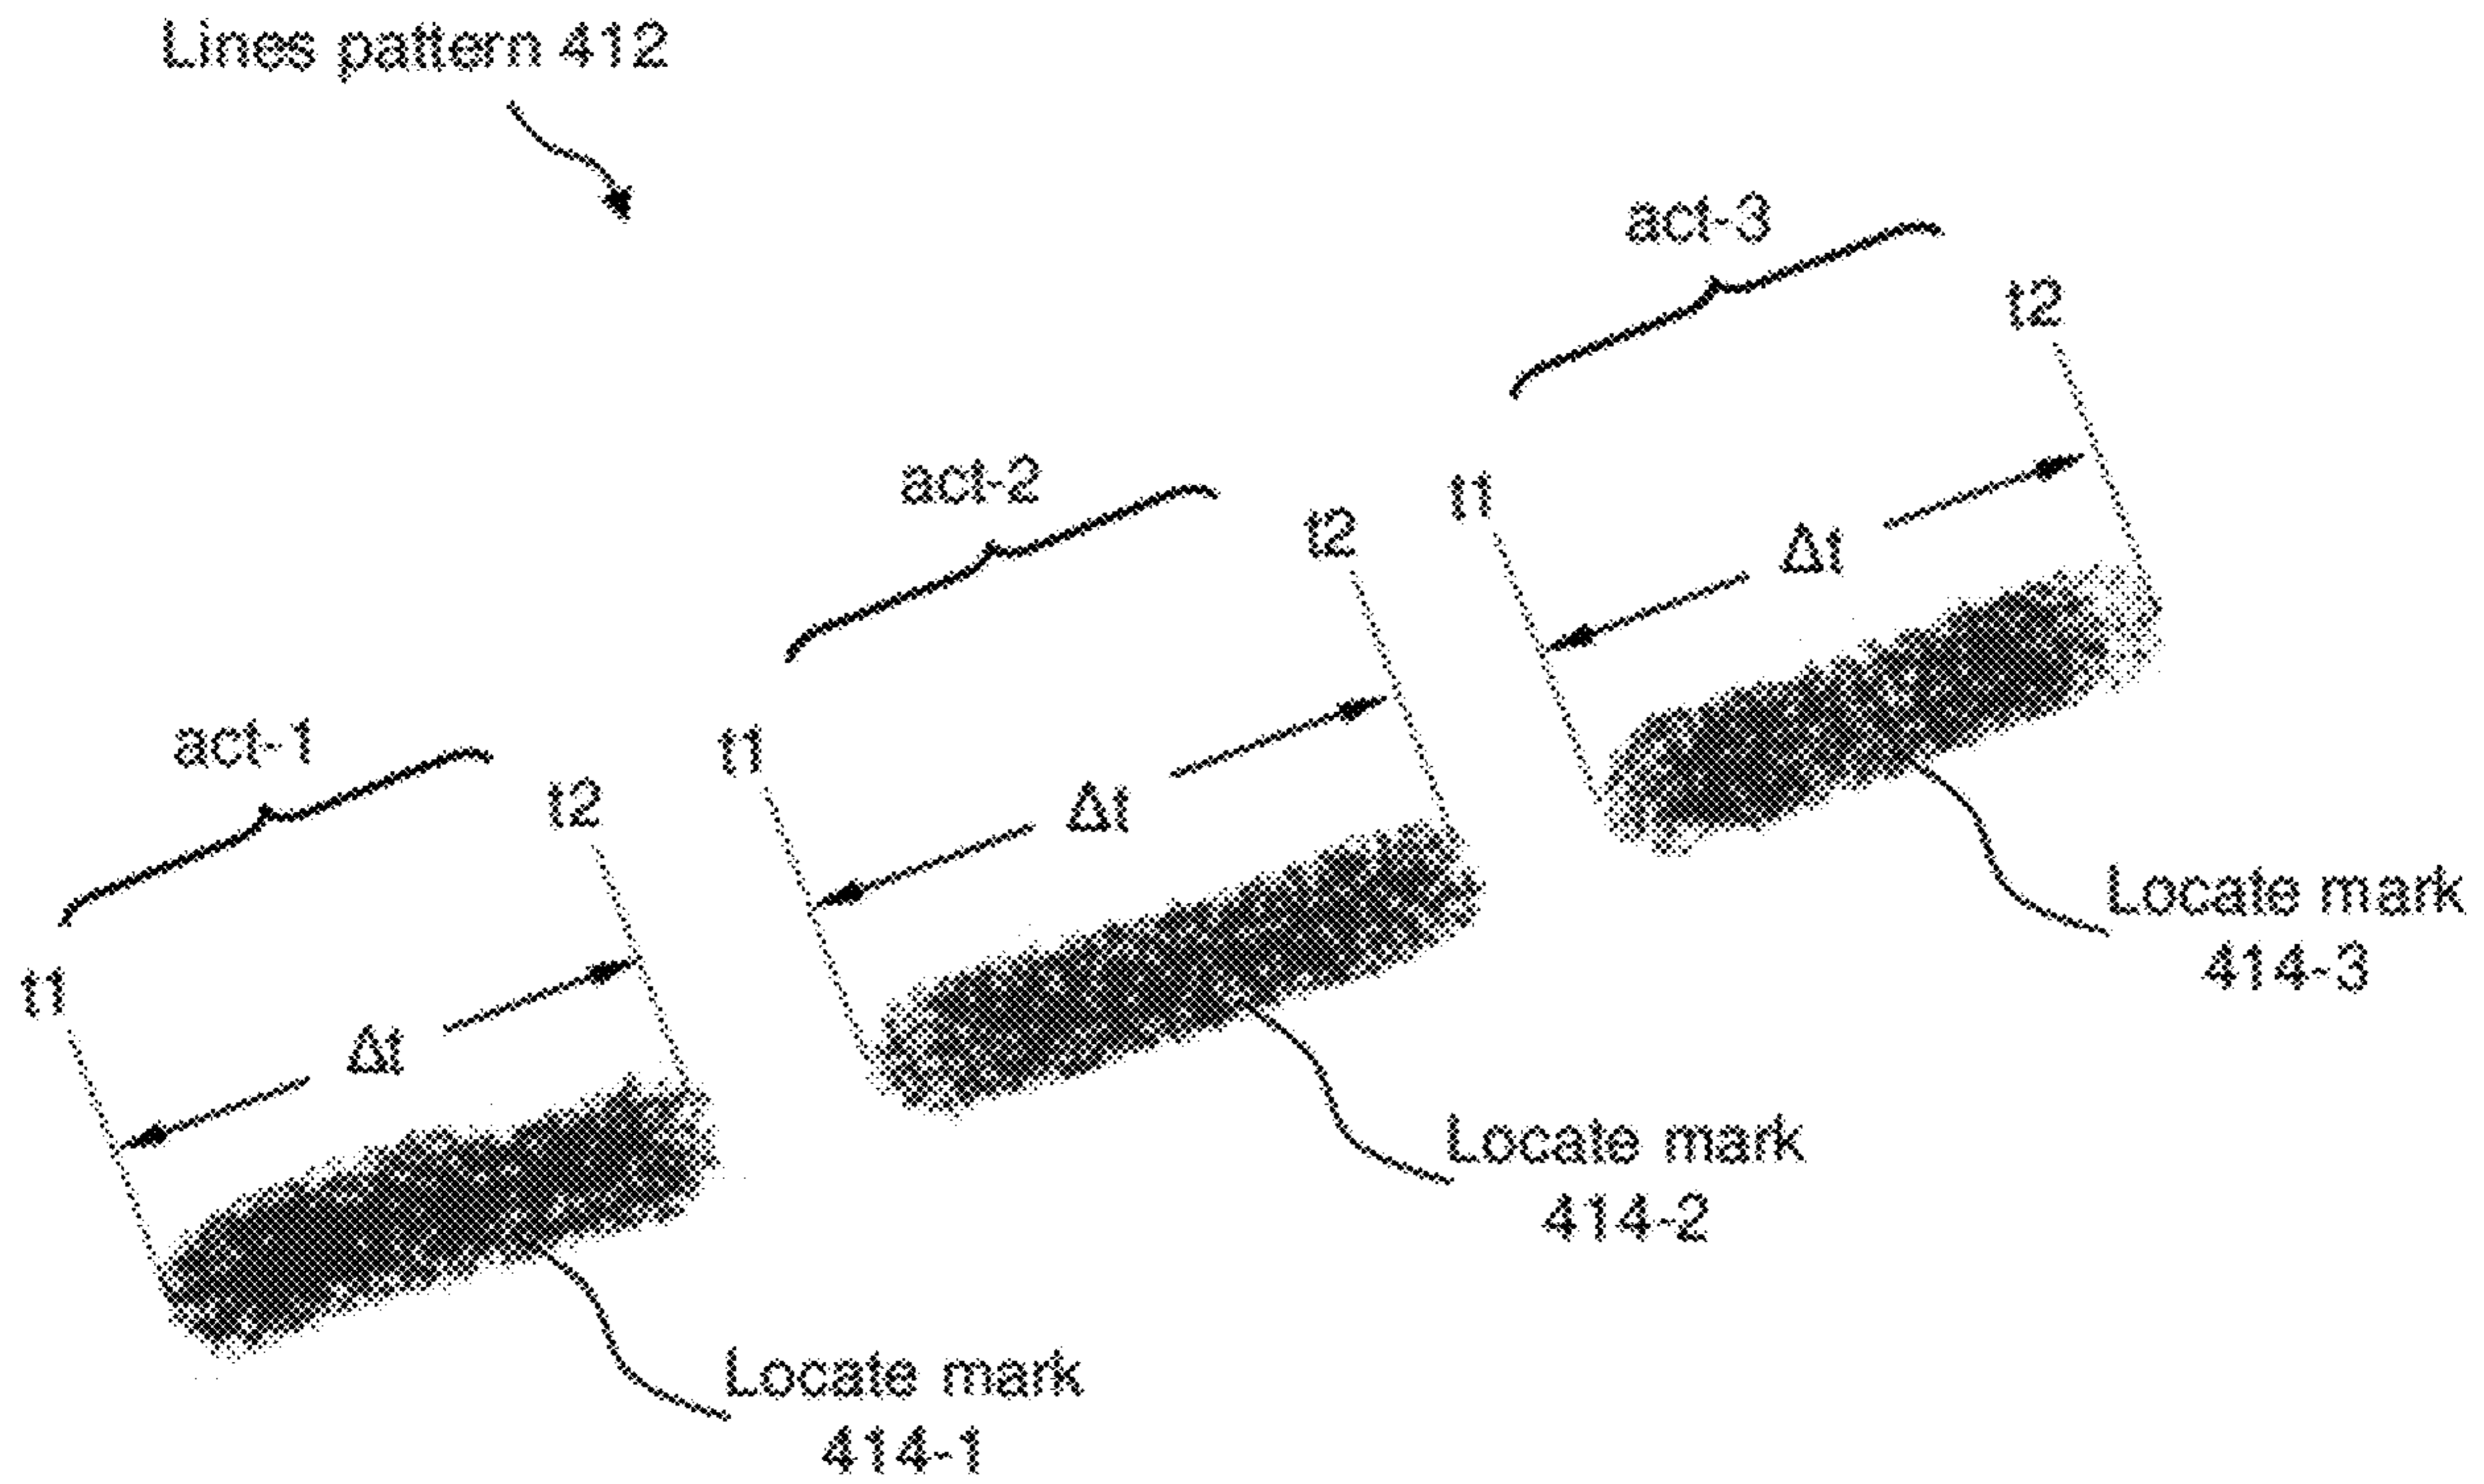 Lines pattern 412
act-3
t2
act-2
t1
t2
Δt
act-1
t1
t2
Δt
Locate mark
414-3
t1
Δt
Locate mark
414-2
Locate mark
414-1